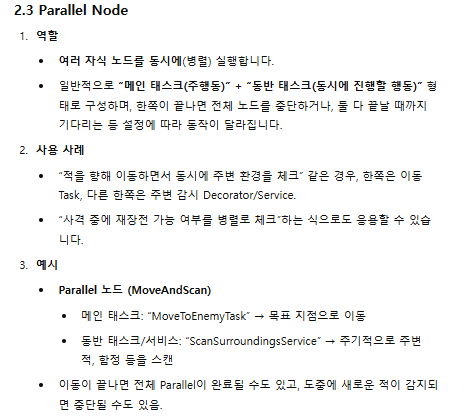 2.3 Parallel Node
1. 역할
• 여러 자식 노드를 동시에(병렬) 실행합니다.
• 일반적으로 “메인 태스크(주행동)” + “동반 태스크(동시에 진행할 행동)” 형
태로 구성하며, 한쪽이 끝나면 전체 노드를 중단하거나, 둘 다 끝날 때까지
기다리는 등 설정에 따라 동작이 달라집니다.
2. 사용 사례
• “적을 향해 이동하면서 동시에 주변 환경을 체크” 같은 경우, 한쪽은 이동
Task, 다른 한쪽은 주변 감시 Decorator/Service.
• “사격 중에 재장전 가능 여부를 병렬로 체크”하는 식으로도 응용할 수 있습
니다.
3. 예시
• Parallel 노드 (MoveAndScan)
• 메인 태스크: “MoveToEnemyTask” → 목표 지점으로 이동
• 동반 태스크/서비스: “ScanSurroundingsService” → 주기적으로 주변
적, 함정 등을 스캔
• 이동이 끝나면 전체 Parallel이 완료될 수도 있고, 도중에 새로운 적이 감지되
면 중단될 수도 있음.